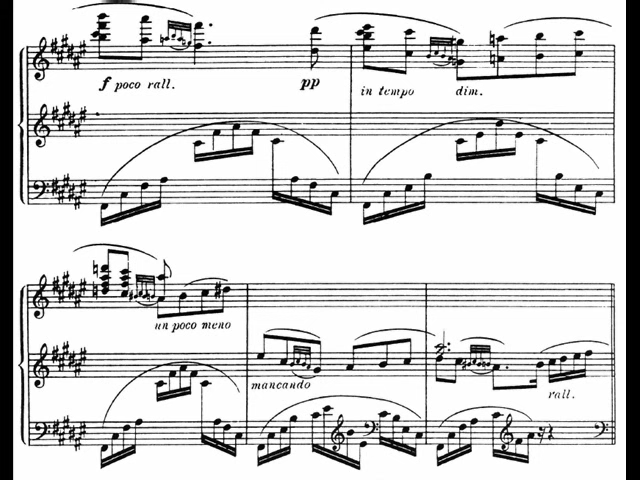 f poco rall.
pp
in tempo
dim.
un poco meno
mancando
rall.